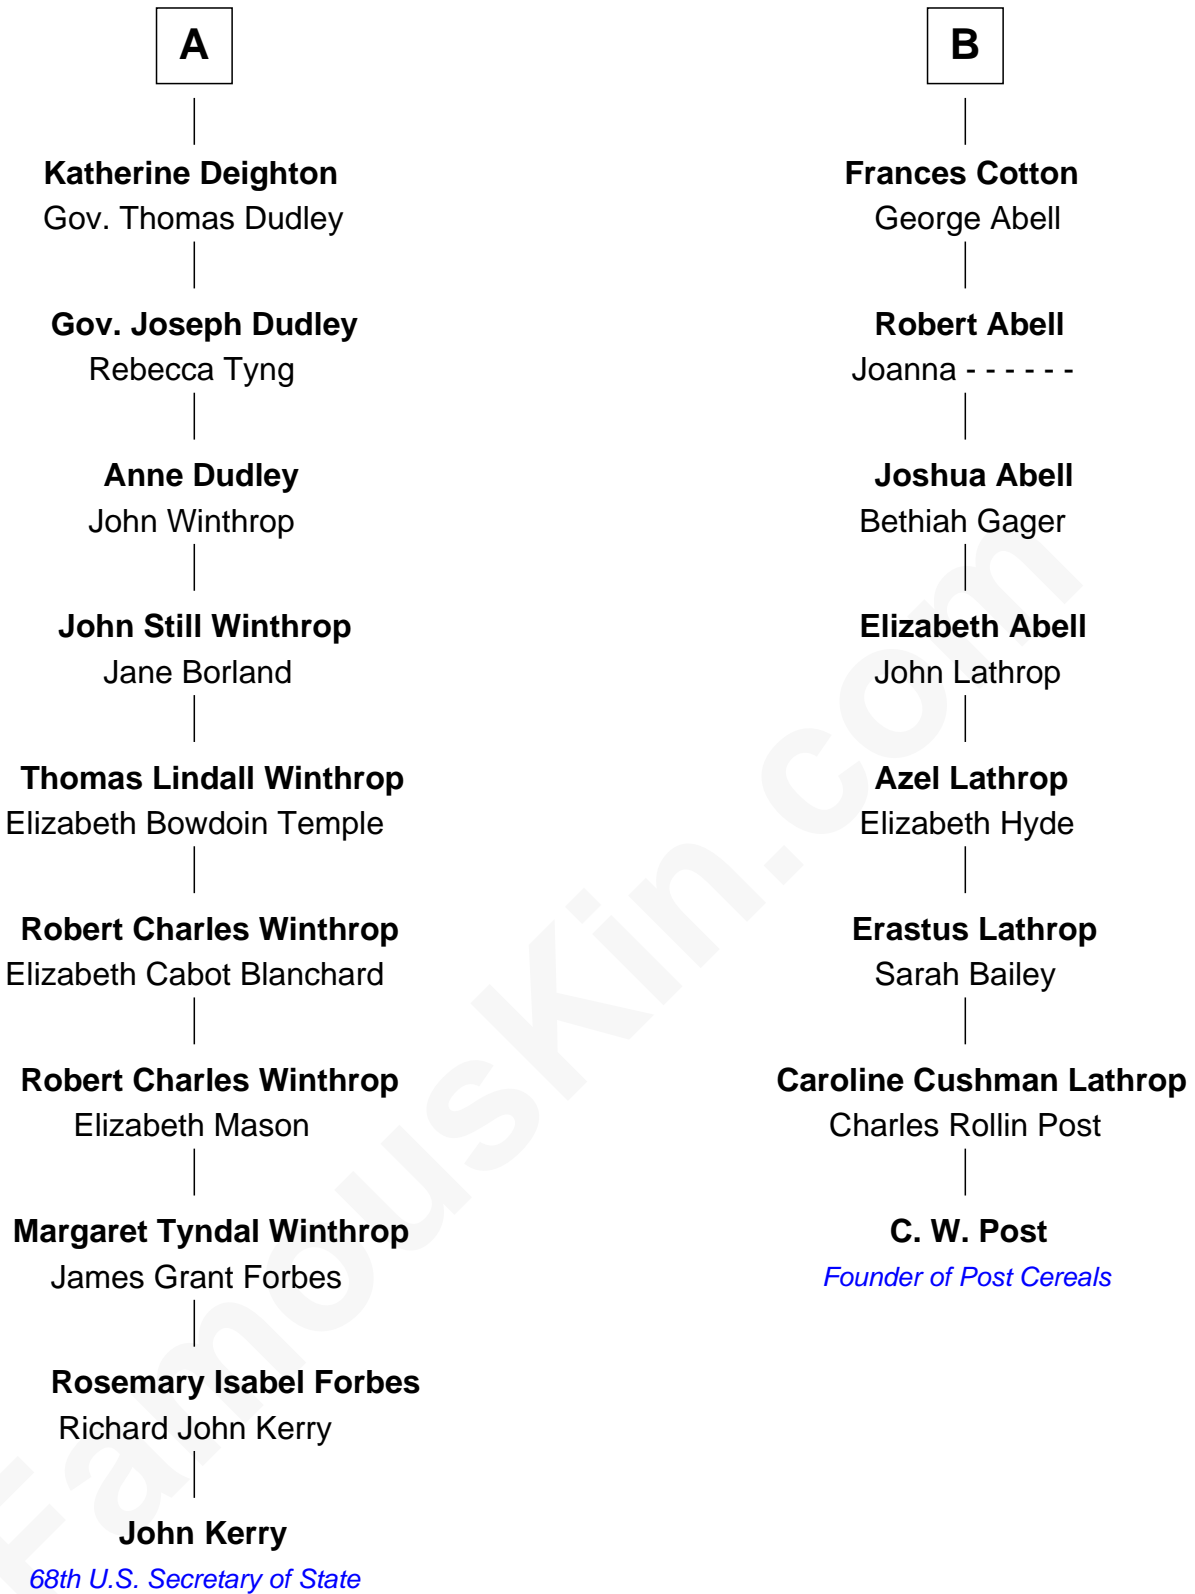 A
Katherine Deighton
Gov. Thomas Dudley
Gov. Joseph Dudley
Rebecca Tyng
Anne Dudley
John Winthrop
John Still Winthrop
Jane Borland
Thomas Lindall Winthrop
Elizabeth Bowdoin Temple
Robert Charles Winthrop
Elizabeth Cabot Blanchard
Robert Charles Winthrop
Elizabeth Mason
Margaret Tyndal Winthrop
James Grant Forbes
Rosemary Isabel Forbes
Richard John Kerry
John Kerry
68th U.S. Secretary of State
B
Frances Cotton
George Abell
Robert Abell
Joanna - - - - - -
Joshua Abell
Bethiah Gager
Elizabeth Abell
John Lathrop
Azel Lathrop
Elizabeth Hyde
Erastus Lathrop
Sarah Bailey
Caroline Cushman Lathrop
Charles Rollin Post
C. W. Post
Founder of Post Cereals
FamousKin.com